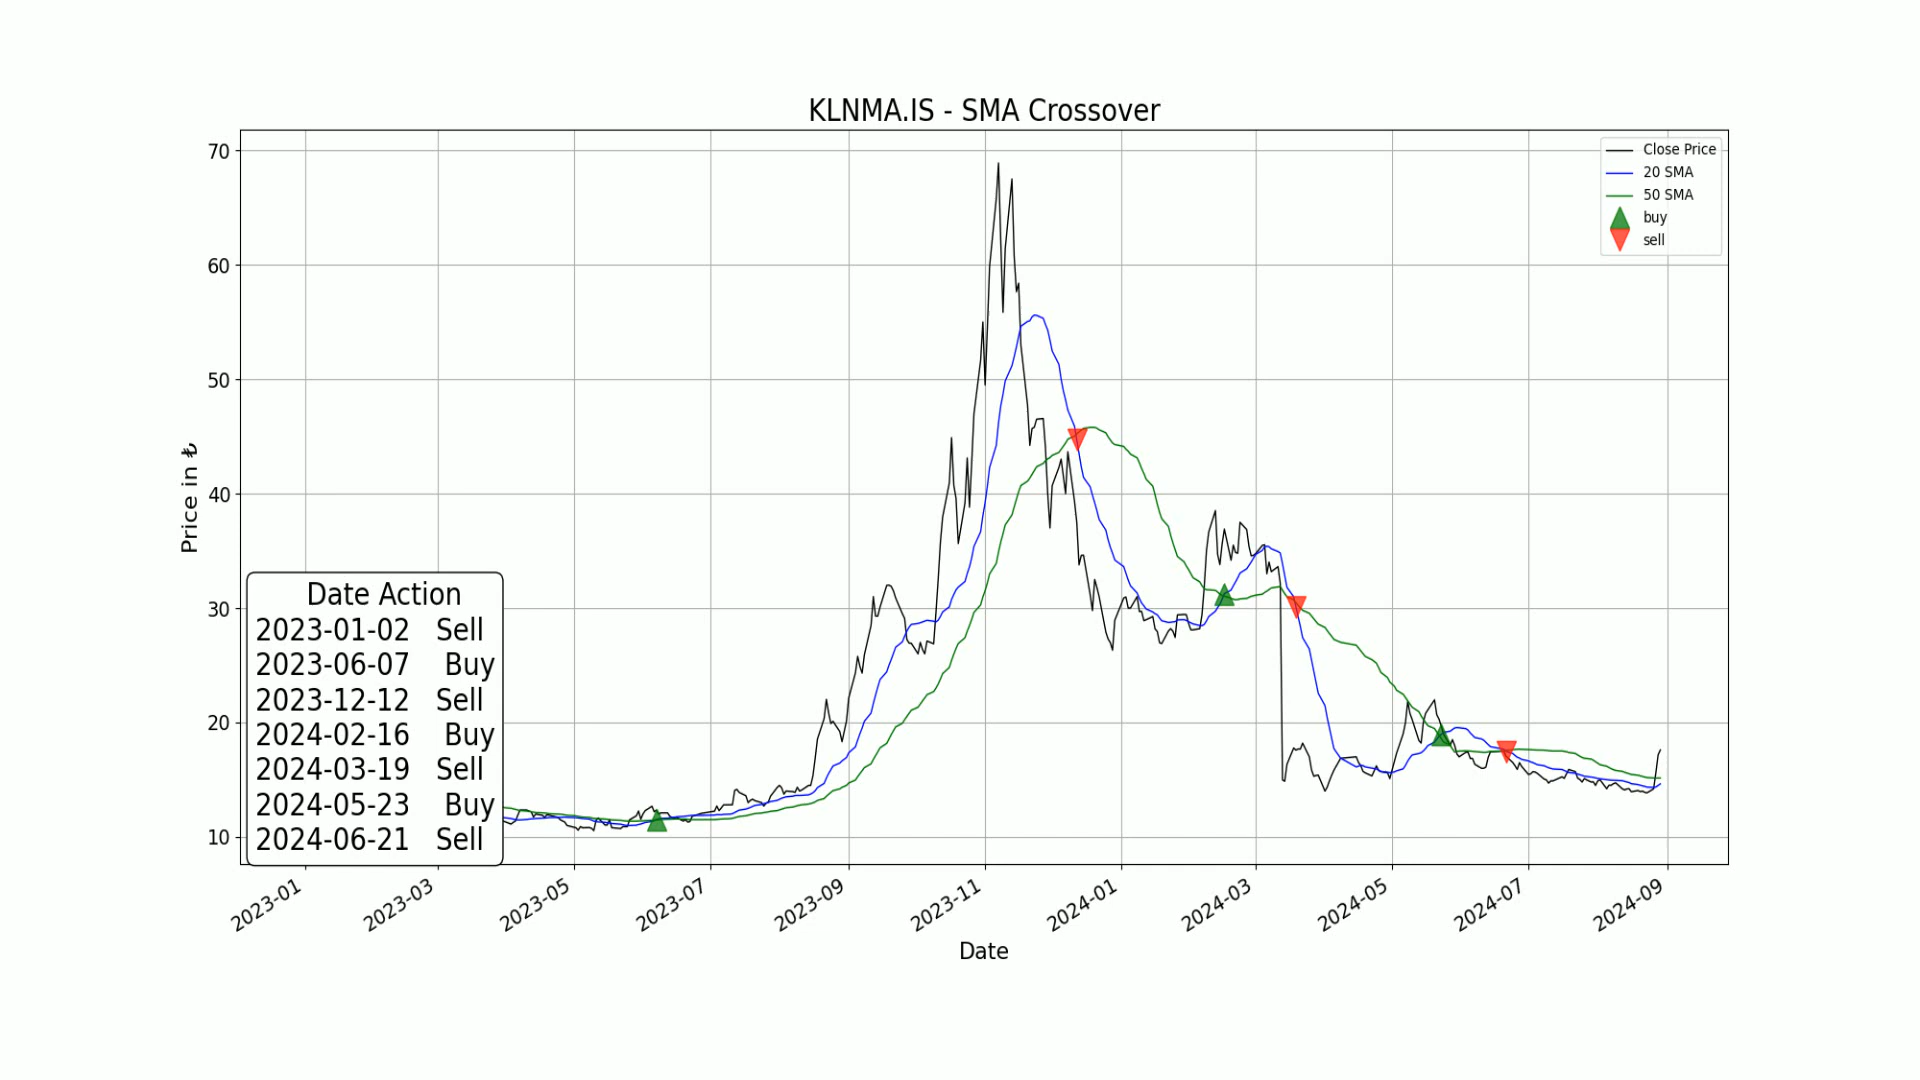 KLNMA.IS - SMA Crossover
70
60
50
40
30
20
10
Price in ₺
Close Price
20 SMA
50 SMA
buy
sell
Date Action
2023-01-02 Sell
2023-06-07 Buy
2023-12-12 Sell
2024-02-16 Buy
2024-03-19 Sell
2024-05-23 Buy
2024-06-21 Sell
2023-01
2023-03
2023-05
2023-07
2023-09
2023-11
2024-01
2024-03
2024-05
2024-07
2024-09
Date